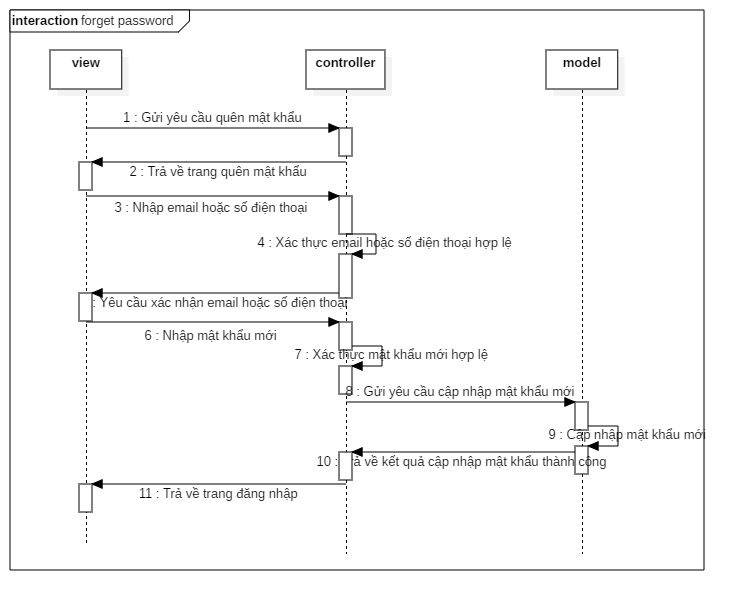 interaction forget password
view
controller
model
1 : Gửi yêu cầu quên mật khẩu
2 : Trả về trang quên mật khẩu
3 : Nhập email hoặc số điện thoại
4 : Xác thực email hoặc số điện thoại hợp lệ
: Yêu cầu xác nhận email hoặc số điện thoại
6 : Nhập mật khẩu mới
7 : Xác thực mật khẩu mới hợp lệ
8 : Gửi yêu cầu cập nhập mật khẩu mới
9 : Cập nhập mật khẩu mới
10 : Trả về kết quả cập nhập mật khẩu thành công
11 : Trả về trang đăng nhập